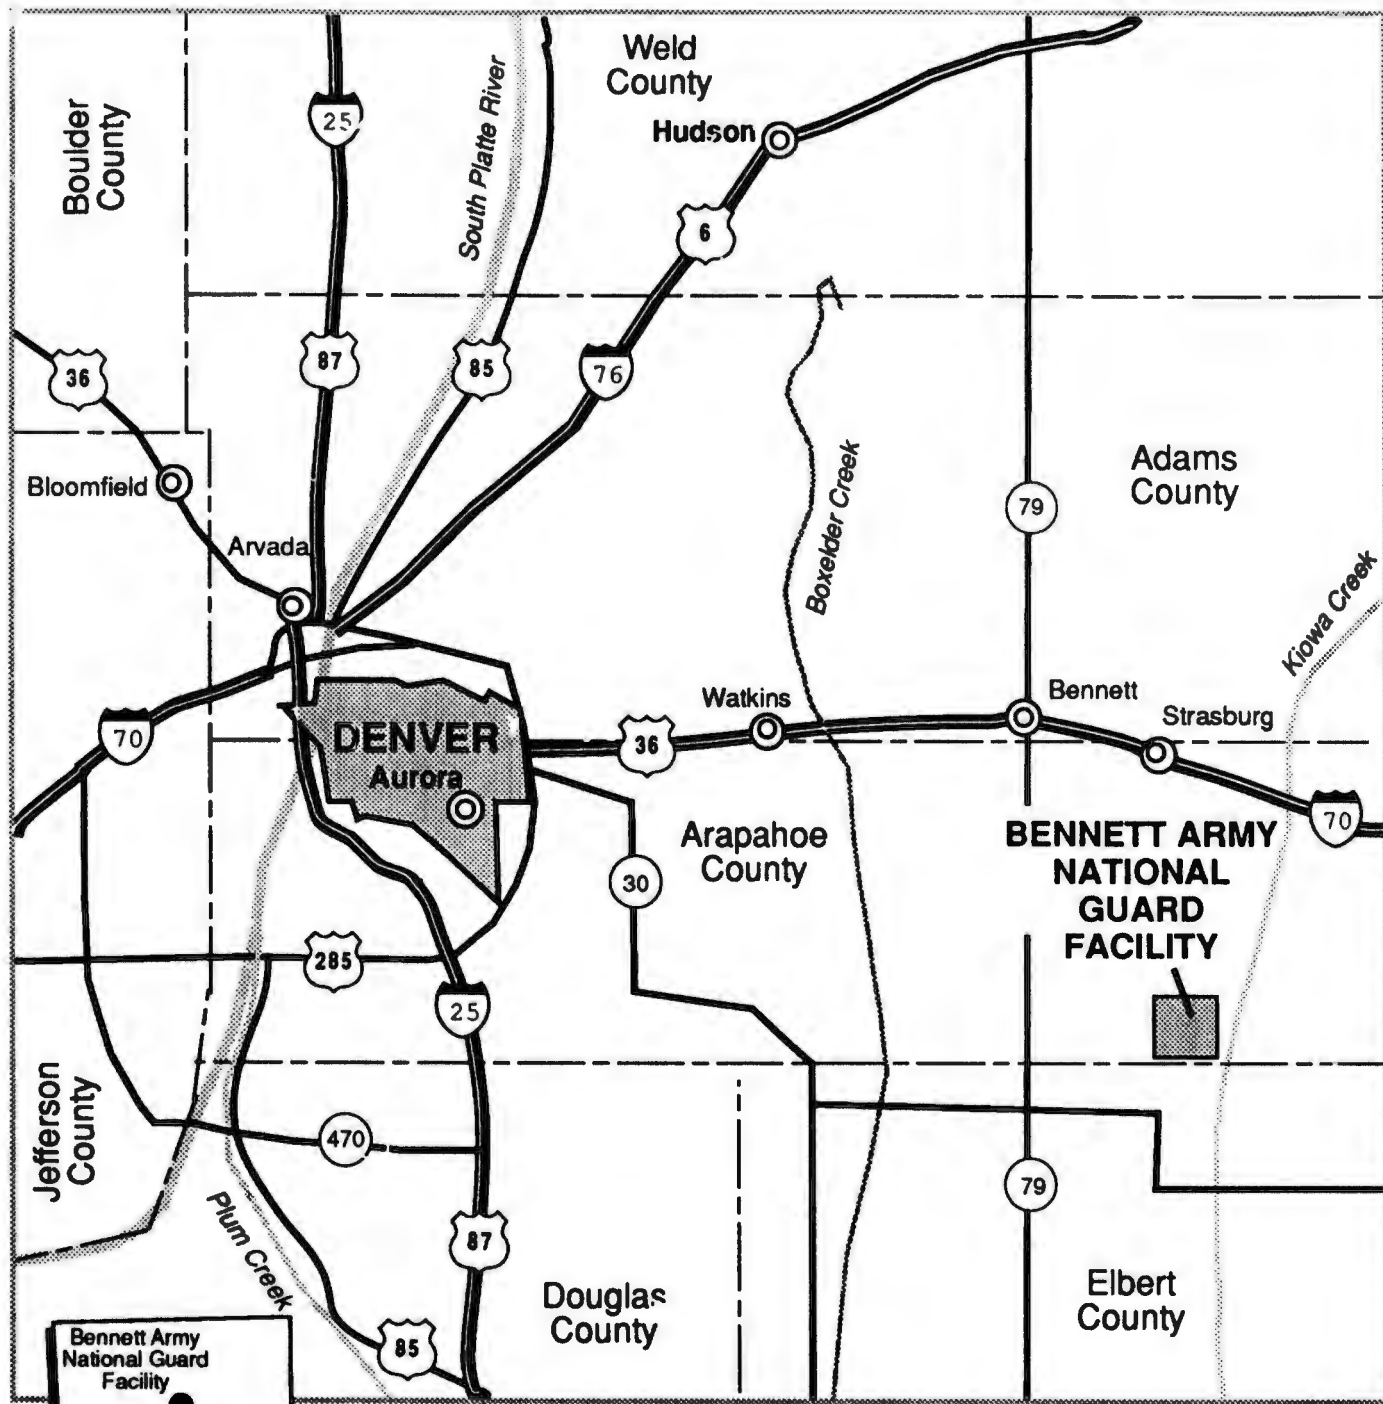 Weld
County
25
South Platte River
Boulder
County
Hudson
6
36
87
85
76
Adams
County
Bloomfield
79
Arvada
Boxelder Creek
Kiowa Creek
Watkins
Bennett
Strasburg
70
DENVER
36
Aurora
70
Arapahoe
County
BENNETT ARMY
NATIONAL
GUARD
FACILITY
30
285
25
Jefferson
County
470
79
Plum Creek
87
Douglas
County
Elbert
County
85
Bennett Army
National Guard
Facility